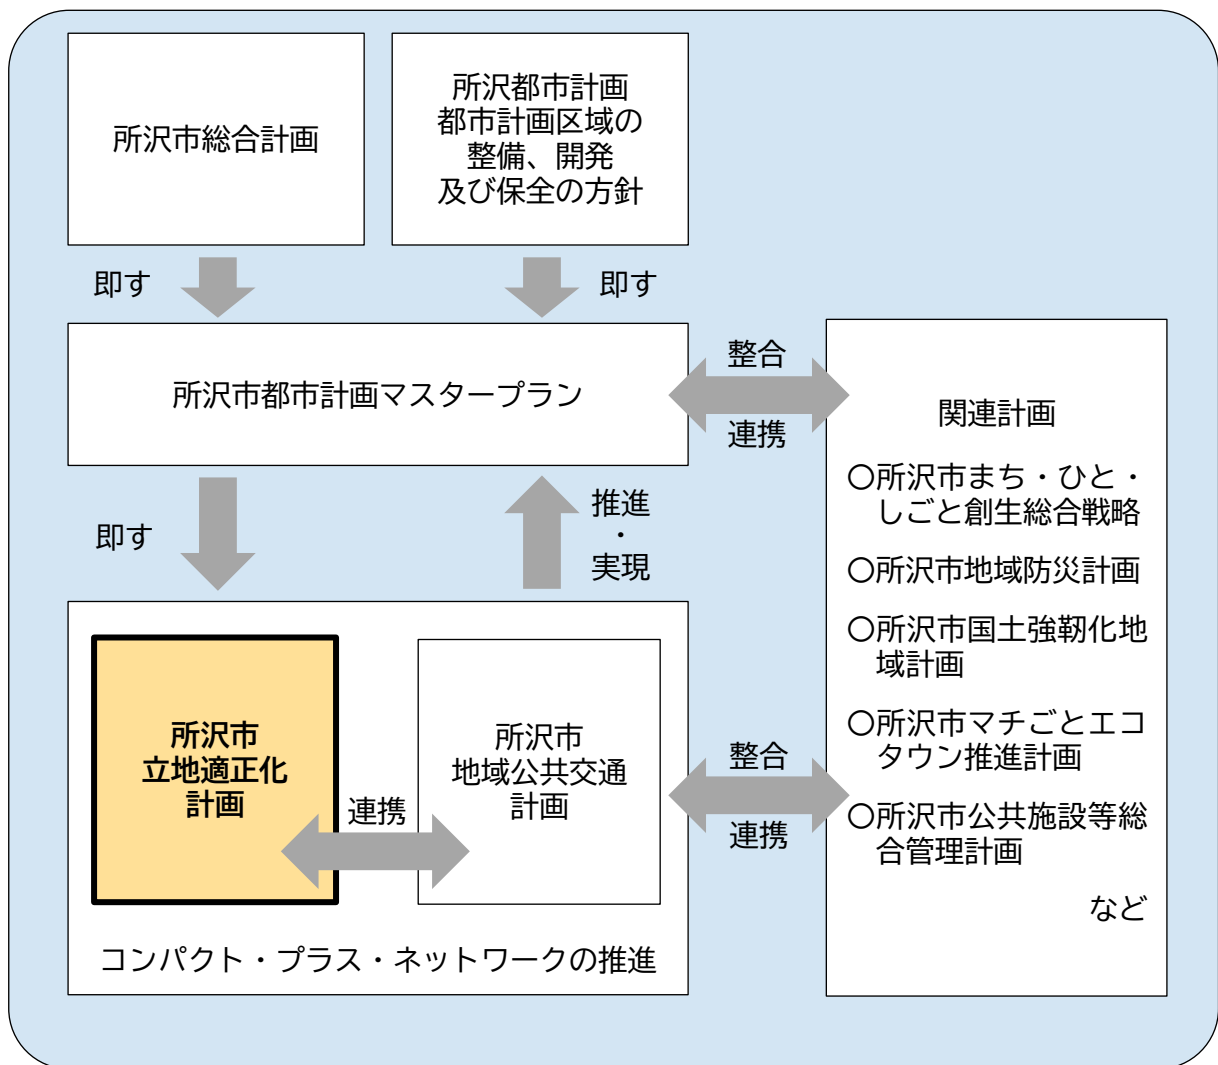 所沢市総合計画
所沢都市計画
都市計画区域の
整備、開発
及び保全の方針
即す
即す
所沢市都市計画マスタープラン
整合
連携
即す
推進
・
実現
所沢市
立地適正化
計画
連携
所沢市
地域公共交通
計画
コンパクト・プラス・ネットワークの推進
整合
連携
関連計画
〇所沢市まち・ひと・
しごと創生総合戦略
〇所沢市地域防災計画
〇所沢市国土強靭化地
域計画
〇所沢市マチごとエコ
タウン推進計画
〇所沢市公共施設等総
合管理計画
など